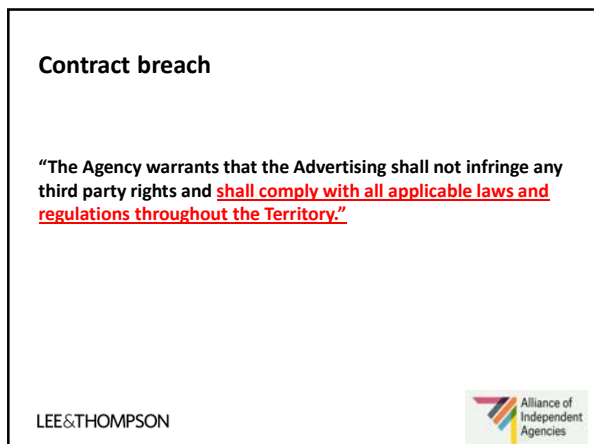 Contract breach
“The Agency warrants that the Advertising shall not infringe any
third party rights and shall comply with all applicable laws and
regulations throughout the Territory.”
LEE&THOMPSON
Alliance of
Independent
Agencies